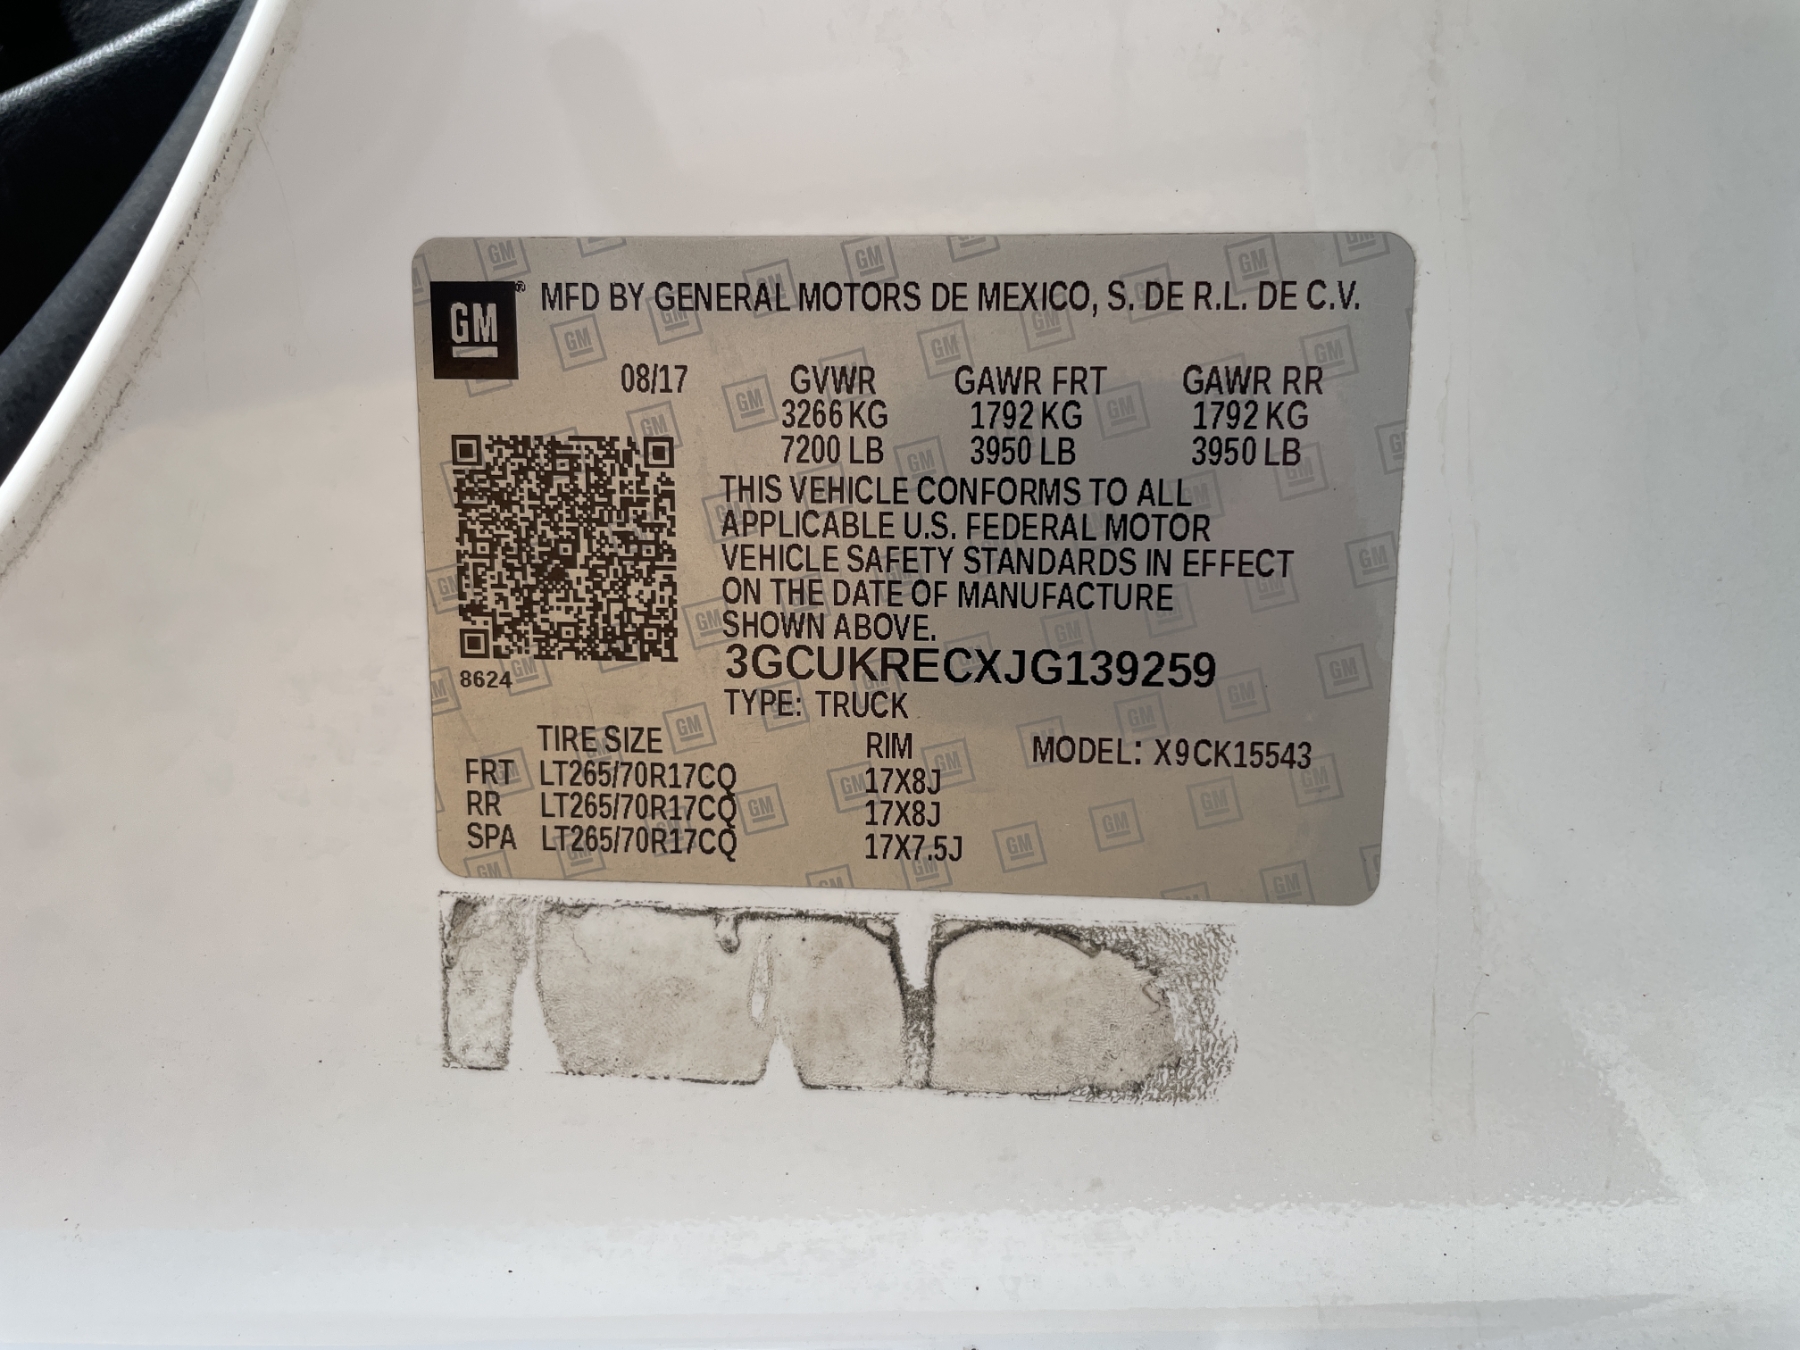 GM® MFD BY GENERAL MOTORS DE MEXICO, S. DE R.L. DE C.V.
08/17 GVWR GAWR FRT GAWR RR
3266 KG 1792 KG 1792 KG
7200 LB 3950 LB 3950 LB
THIS VEHICLE CONFORMS TO ALL
APPLICABLE U.S. FEDERAL MOTOR
VEHICLE SAFETY STANDARDS IN EFFECT
ON THE DATE OF MANUFACTURE
SHOWN ABOVE.
3GCUKRECXJG139259
8624
TYPE: TRUCK
TIRE SIZE RIM MODEL: X9CK15543
FRT LT265/70R17CQ 17X8J
RR LT265/70R17CQ 17X8J
SPA LT265/70R17CQ 17X7.5J